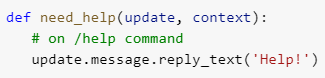 def need_help(update, context):
    # on /help command
    update.message.reply_text('Help!')